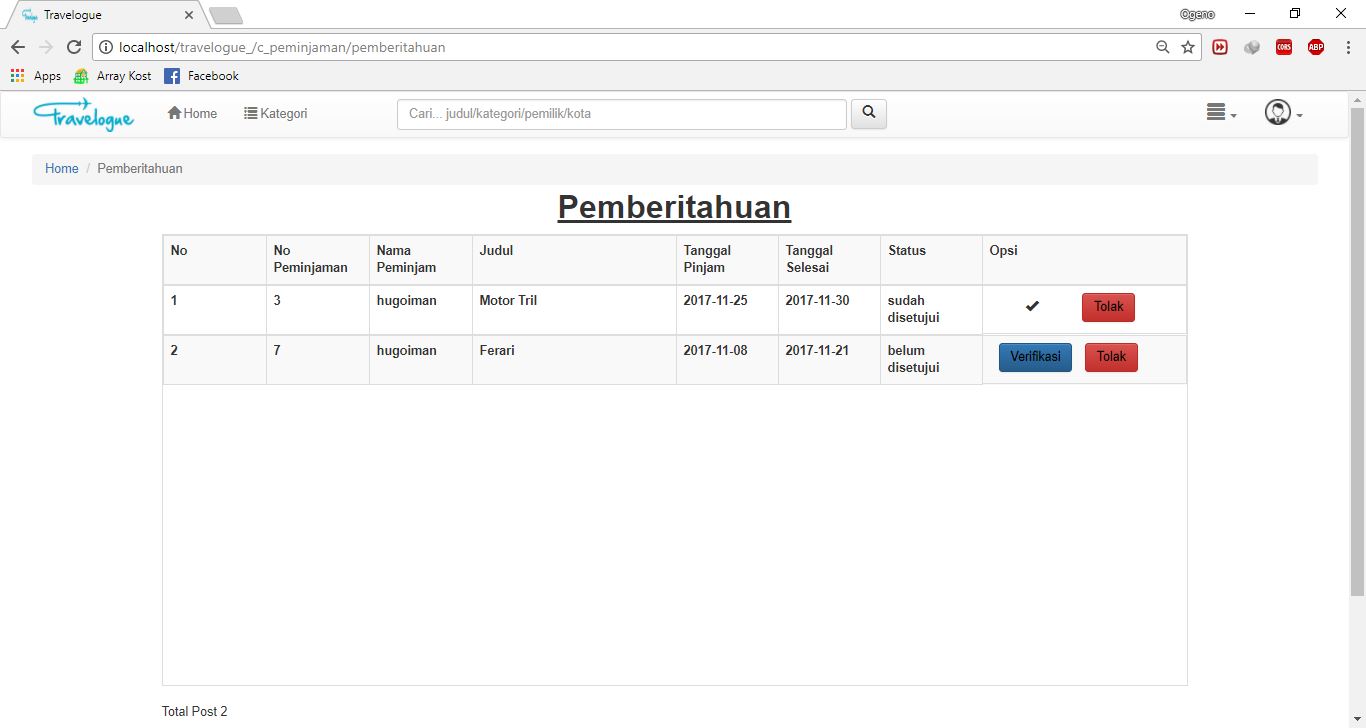 Travelogue
Ogeno
localhost/travelogue_/c_peminjaman/pemberitahuan
CORS
ABP
Apps Array Kost Facebook
Travelogue Home Kategori Cari... judul/kategori/pemilik/kota
Home / Pemberitahuan
Pemberitahuan
No No Peminjaman Nama Peminjam Judul Tanggal Pinjam Tanggal Selesai Status Opsi
1 3 hugoiman Motor Tril 2017-11-25 2017-11-30 sudah disetujui Tolak
2 7 hugoiman Ferari 2017-11-08 2017-11-21 belum disetujui Verifikasi Tolak
Total Post 2